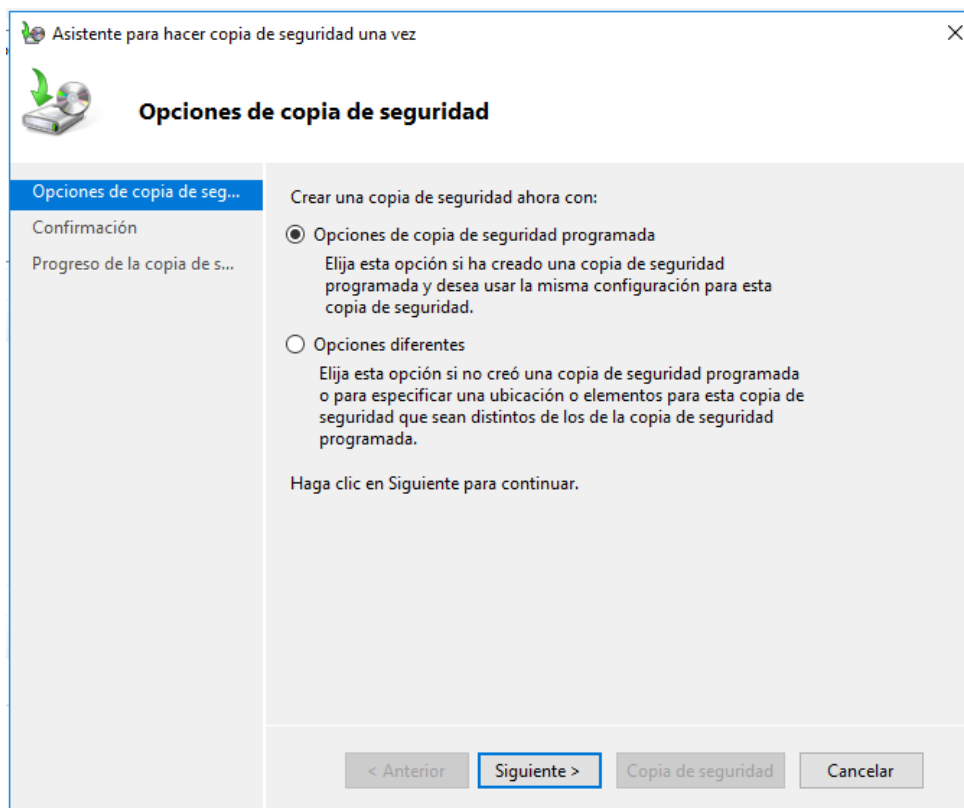 Asistente para hacer copia de seguridad una vez
Opciones de copia de seguridad
Opciones de copia de seg...
Confirmación
Progreso de la copia de s...
Crear una copia de seguridad ahora con:
Opciones de copia de seguridad programada
Elija esta opción si ha creado una copia de seguridad
programada y desea usar la misma configuración para esta
copia de seguridad.
Opciones diferentes
Elija esta opción si no creó una copia de seguridad programada
o para especificar una ubicación o elementos para esta copia de
seguridad que sean distintos de los de la copia de seguridad
programada.
Haga clic en Siguiente para continuar.
< Anterior
Siguiente >
Copia de seguridad
Cancelar